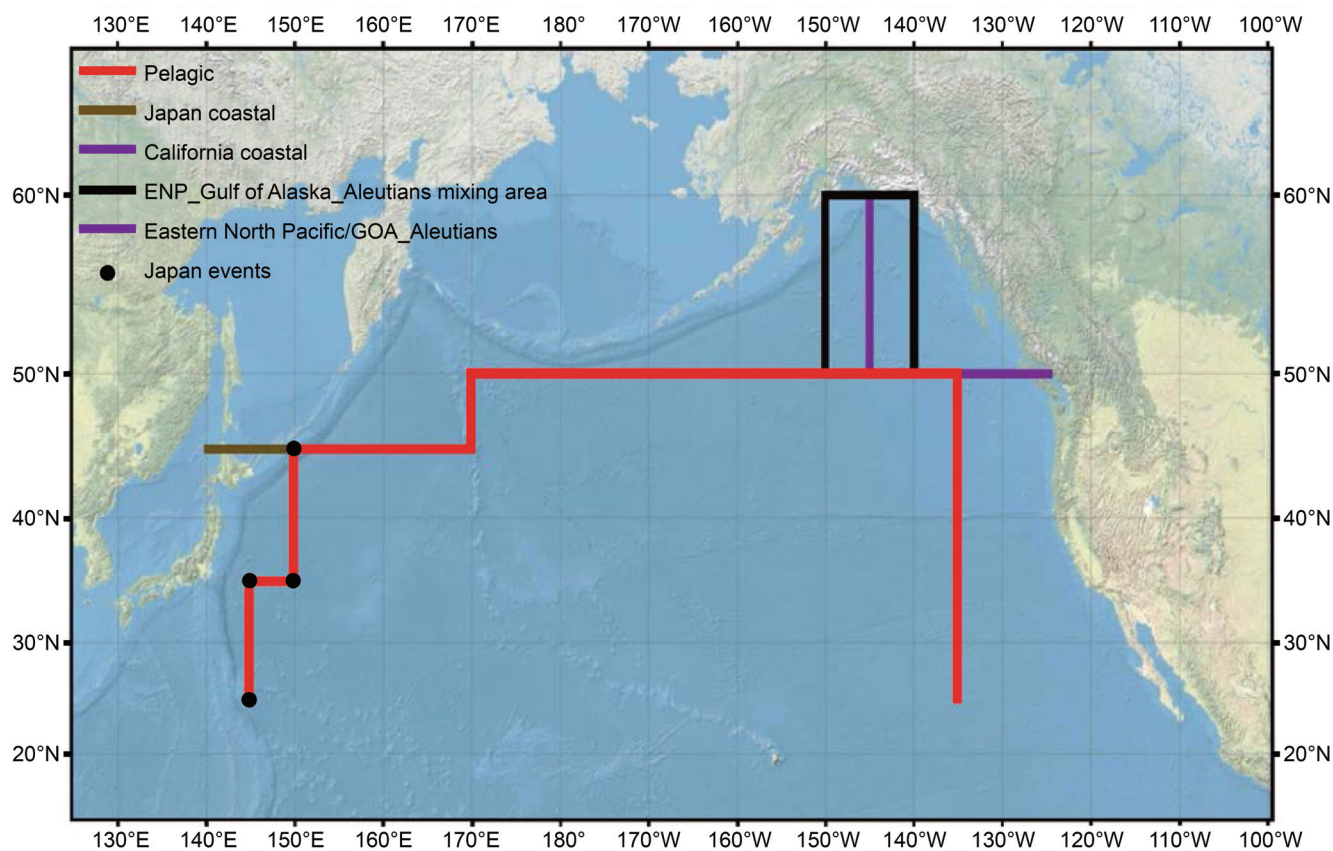 130°E 140°E 150°E 160°E 170°E 180° 170°W 160°W 150°W 140°W 130°W 120°W 110°W 100°W
Pelagic
Japan coastal
California coastal
ENP_Gulf of Alaska_Aleutians mixing area
Eastern North Pacific/GOA_Aleutians
Japan events
60°N 60°N
50°N 50°N
40°N 40°N
30°N 30°N
20°N 20°N
130°E 140°E 150°E 160°E 170°E 180° 170°W 160°W 150°W 140°W 130°W 120°W 110°W 100°W